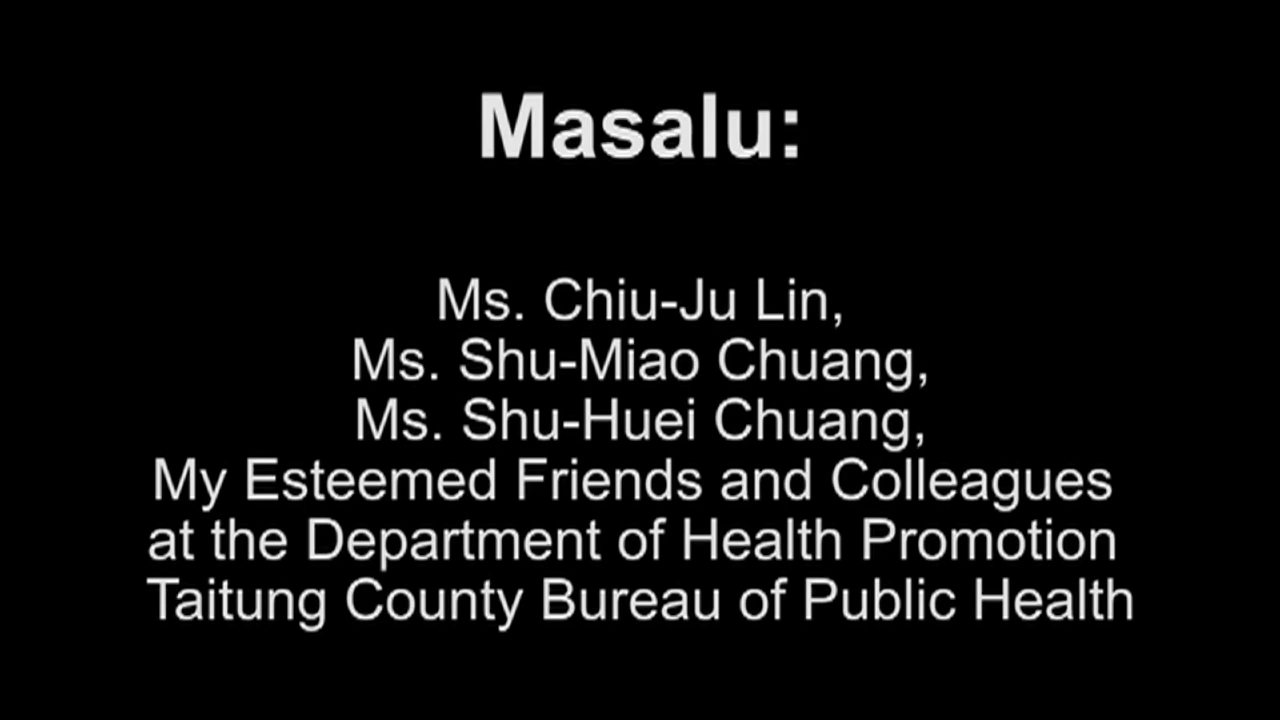 Masalu:
Ms. Chiu-Ju Lin,
Ms. Shu-Miao Chuang,
Ms. Shu-Huei Chuang,
My Esteemed Friends and Colleagues
at the Department of Health Promotion
Taitung County Bureau of Public Health